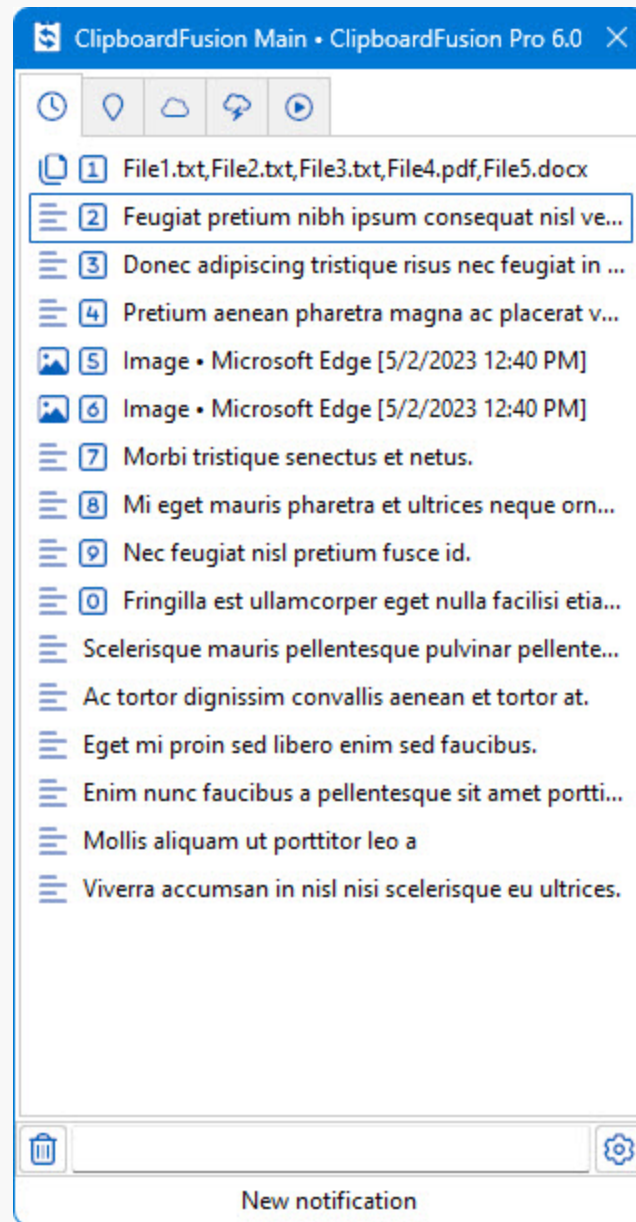 ClipboardFusion Main • ClipboardFusion Pro 6.0
1 File1.txt,File2.txt,File3.txt,File4.pdf,File5.docx
2 Feugiat pretium nibh ipsum consequat nisl ve...
3 Donec adipiscing tristique risus nec feugiat in ...
4 Pretium aenean pharetra magna ac placerat v...
5 Image • Microsoft Edge [5/2/2023 12:40 PM]
6 Image • Microsoft Edge [5/2/2023 12:40 PM]
7 Morbi tristique senectus et netus.
8 Mi eget mauris pharetra et ultrices neque orn...
9 Nec feugiat nisl pretium fusce id.
0 Fringilla est ullamcorper eget nulla facilisi etia...
Scelerisque mauris pellentesque pulvinar pellente...
Ac tortor dignissim convallis aenean et tortor at.
Eget mi proin sed libero enim sed faucibus.
Enim nunc faucibus a pellentesque sit amet portti...
Mollis aliquam ut porttitor leo a
Viverra accumsan in nisl nisi scelerisque eu ultrices.
New notification